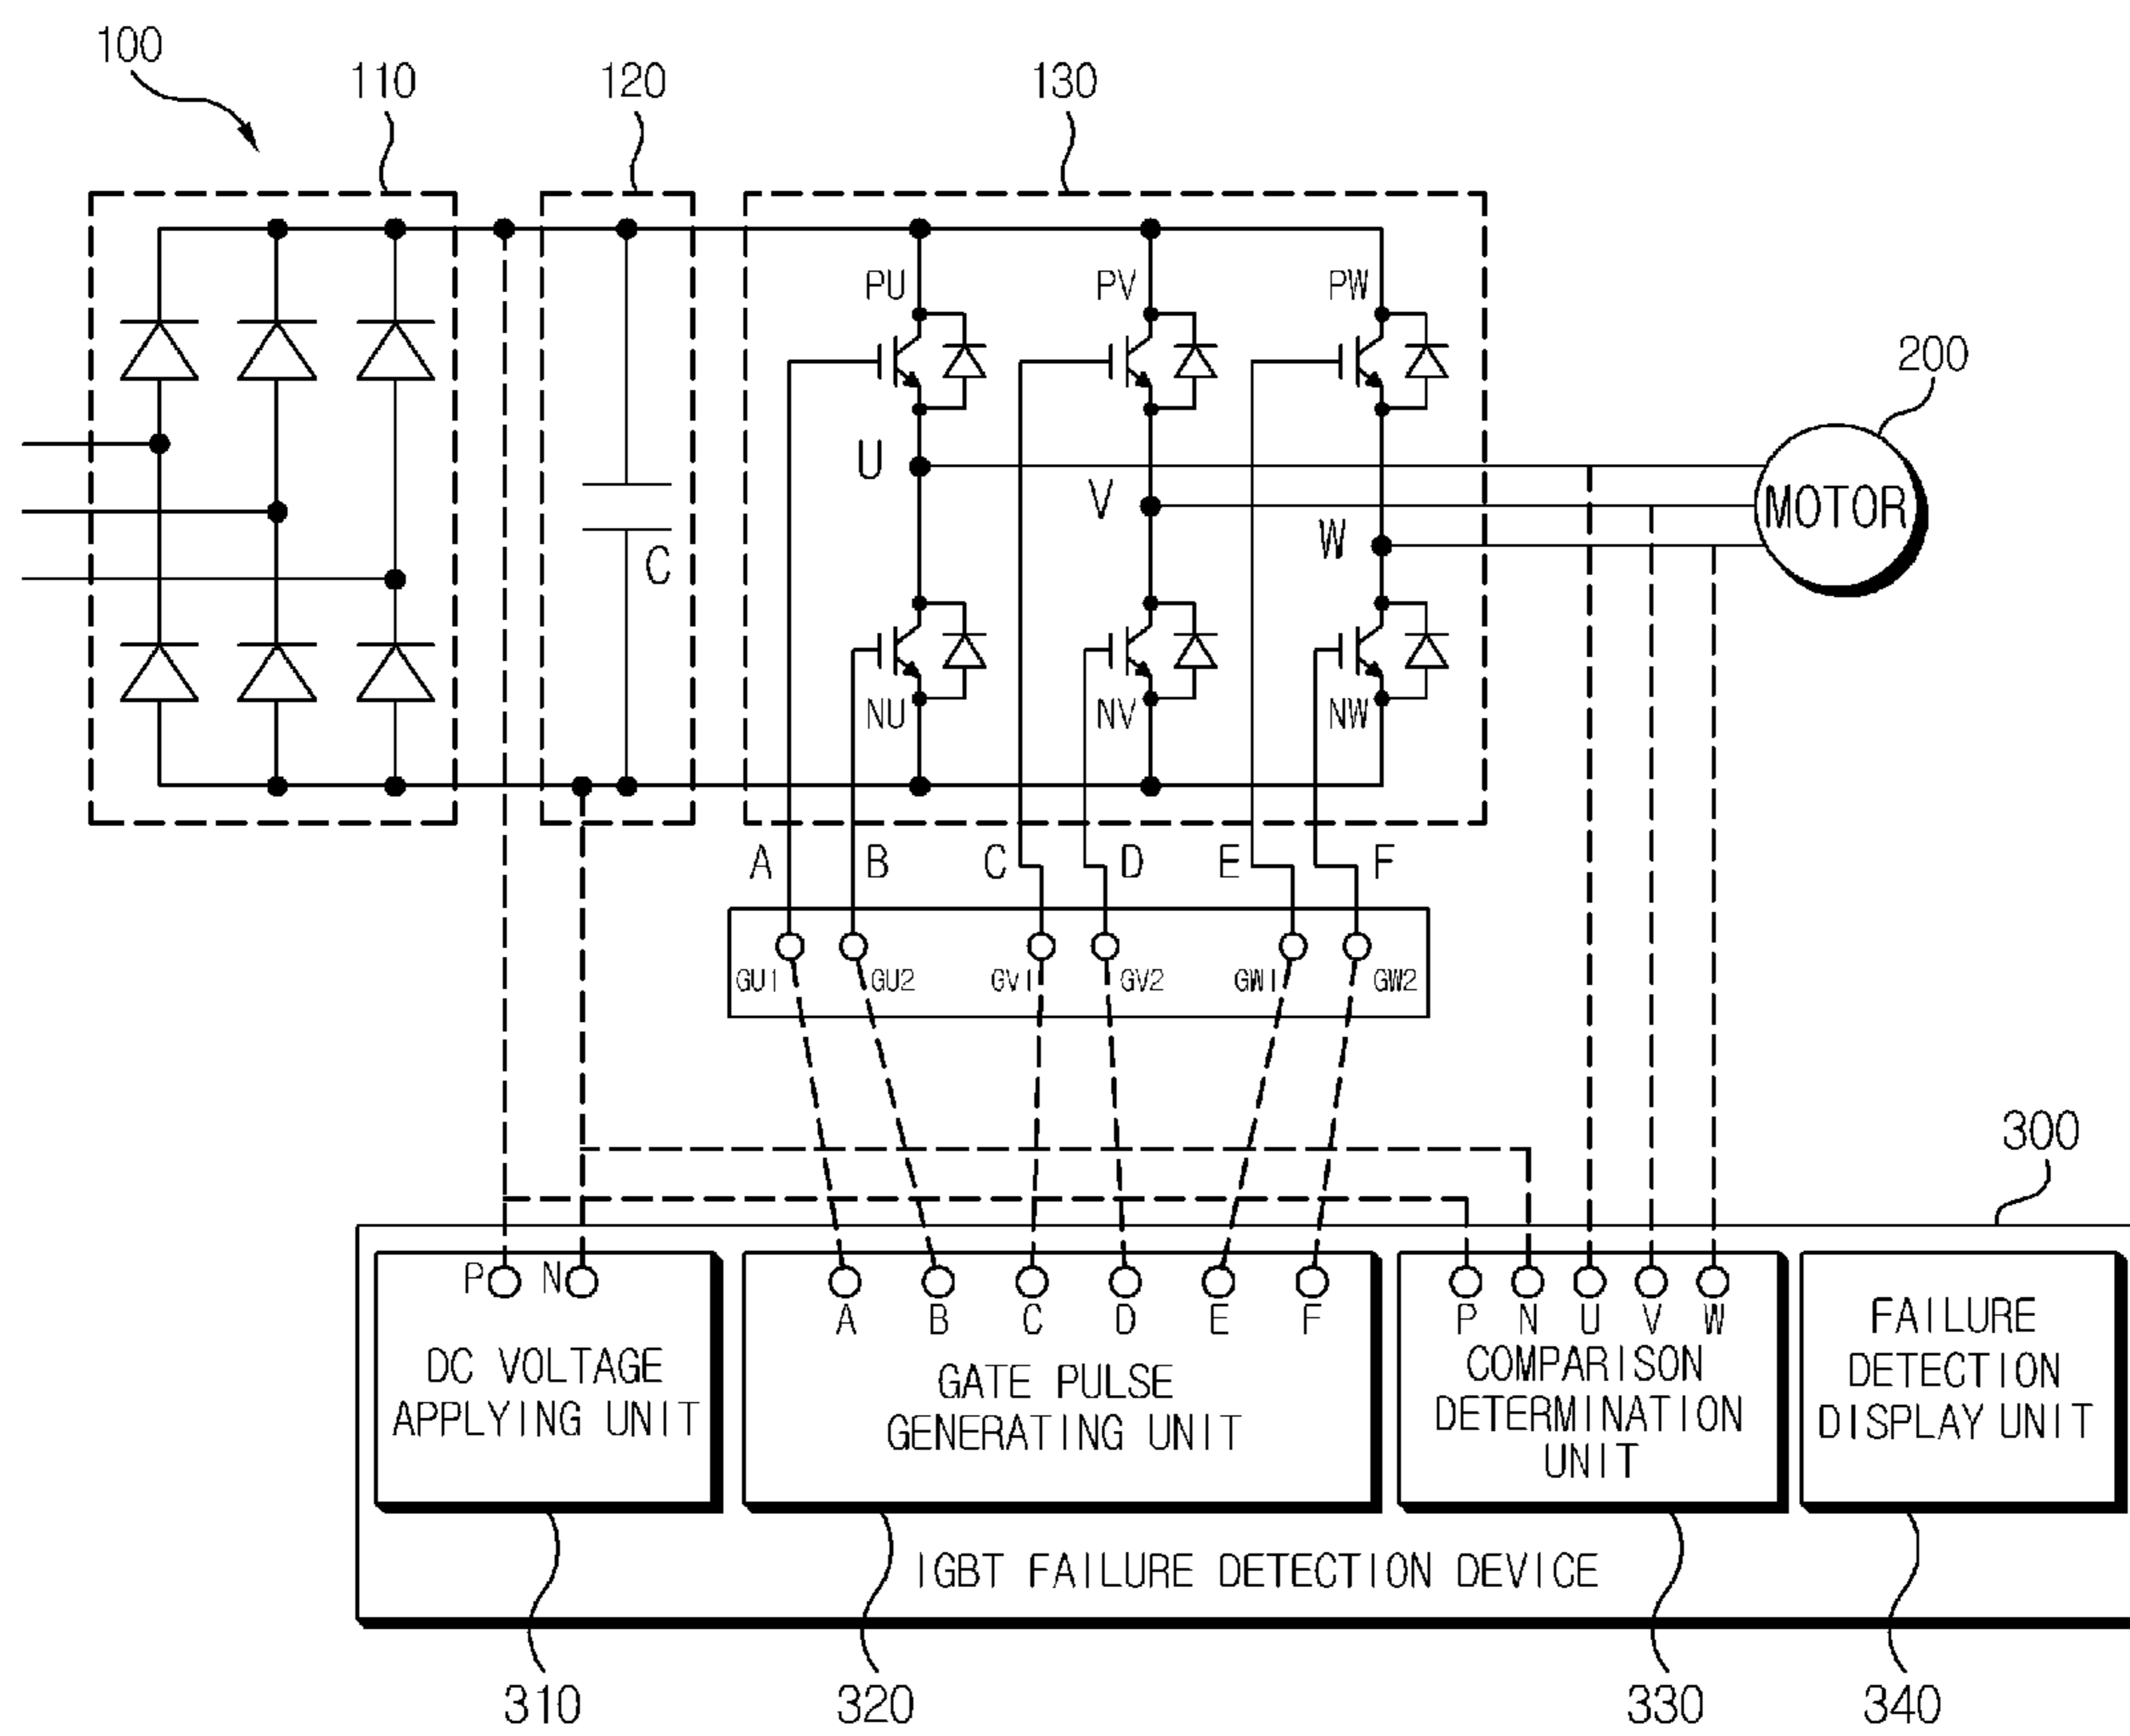 100
110
120
130
PU
PV
PW
200
U
V
W
MOTOR
C
NU
NV
NW
A
B
C
D
E
F
GU1
GU2
GV1
GV2
GW1
GW2
300
P
N
A
B
C
D
E
F
P
N
U
V
W
DC VOLTAGE
APPLYING UNIT
GATE PULSE
GENERATING UNIT
COMPARISON
DETERMINATION
UNIT
FAILURE
DETECTION
DISPLAY UNIT
IGBT FAILURE DETECTION DEVICE
310
320
330
340